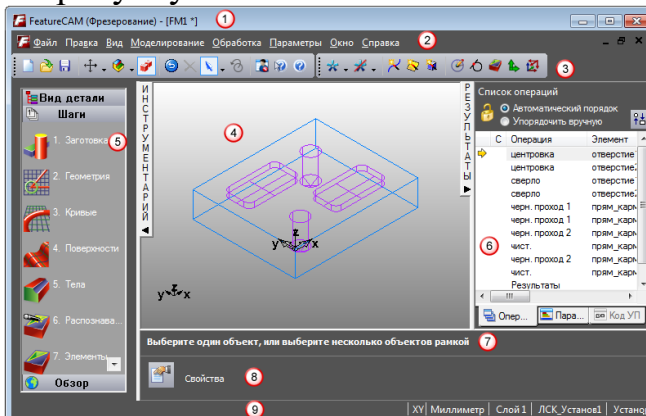 FeatureCAM (Фрезерование) - [FM1 *]
1
Файл Правка Вид Моделирование Обработка Параметры Окно Справка
2
3
Вид детали
Шаги
5
1. Заготовка
2. Геометрия
3. Кривые
4. Поверхности
5. Тела
6. Распознава...
7. Элементы
Обзор
ИНСТРУМЕНТАРИЙ
4
z
y x
y z x
РЕЗУЛЬТАТЫ
Список операций
Автоматический порядок
Упорядочить вручную
С Операция Элемент
центровка отверстие
центровка отверстие
сверло отверстие
сверло отверстие
черн. проход 1 прям_карм
черн. проход 1 прям_карм
черн. проход 2 прям_карм
6
чист. прям_карм
черн. проход 2 прям_карм
чист. прям_карм
Результаты
Опер... Пара... Код УП
Выберите один объект, или выберите несколько объектов рамкой
7
Свойства
8
9
XY Миллиметр Слой 1 ЛСК_Установ1 Устано